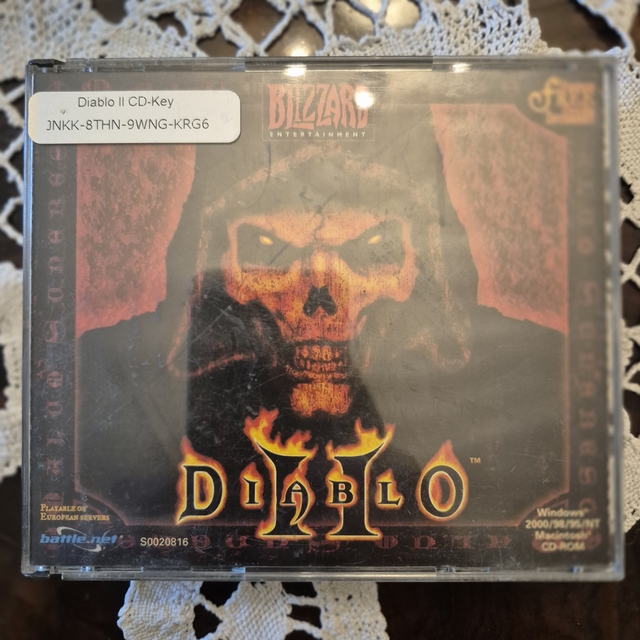 Diablo II CD-Key
JNKK-8THN-9WNG-KRG6
BLIZZARD
ENTERTAINMENT
DIABLO II™
PLAYABLE ON
EUROPEAN SERVERS
battle.net
S0020816
Windows®
2000/98/95/NT
Macintosh®
CD-ROM